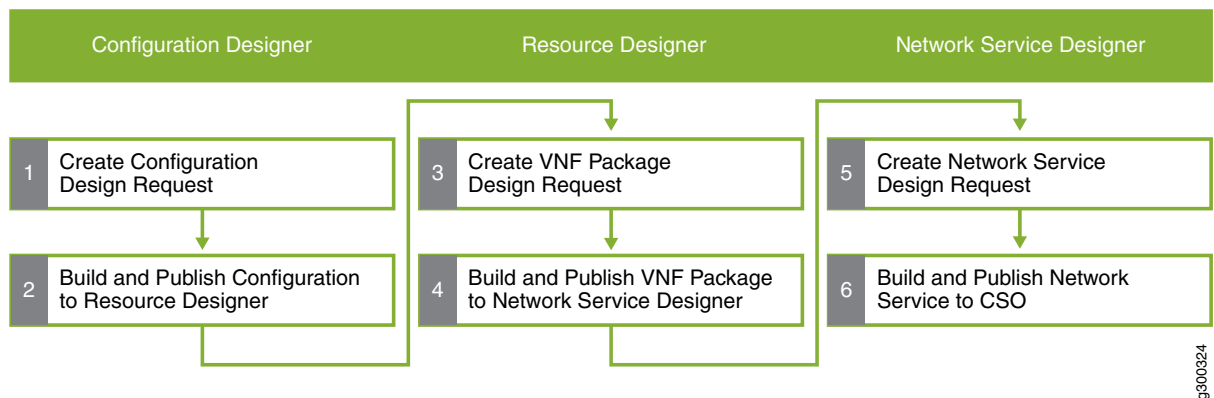 Configuration Designer
Resource Designer
Network Service Designer
1
Create Configuration
Design Request
2
Build and Publish Configuration
to Resource Designer
3
Create VNF Package
Design Request
4
Build and Publish VNF Package
to Network Service Designer
5
Create Network Service
Design Request
6
Build and Publish Network
Service to CSO
g300324